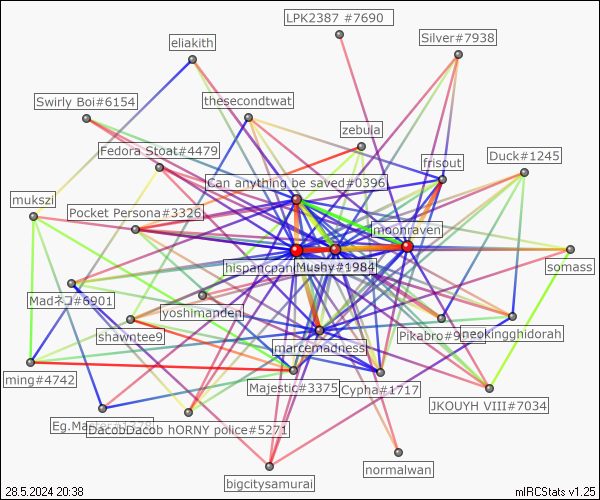 LPK2387 #7690
Silver#7938
eliakith
Swirly Boi#6154
thesecondtwat
zebula
Fedora Stoat#4479
frisout
Duck#1245
Can anything be saved#0396
mukszi
Pocket Persona#3326
moonraven
hispancpan
Mushy#1984
somass
Madネコ#6901
yoshimanden
shawntee9
Pikabro#9
neokingghidorah
marcemadness
ming#4742
Majestic#3375
Cypha#1717
JKOUYH VIII#7034
DacobDacob hORNY police#5271
normalwan
bigcitysamurai
28.5.2024 20:38
mIRCStats v1.25